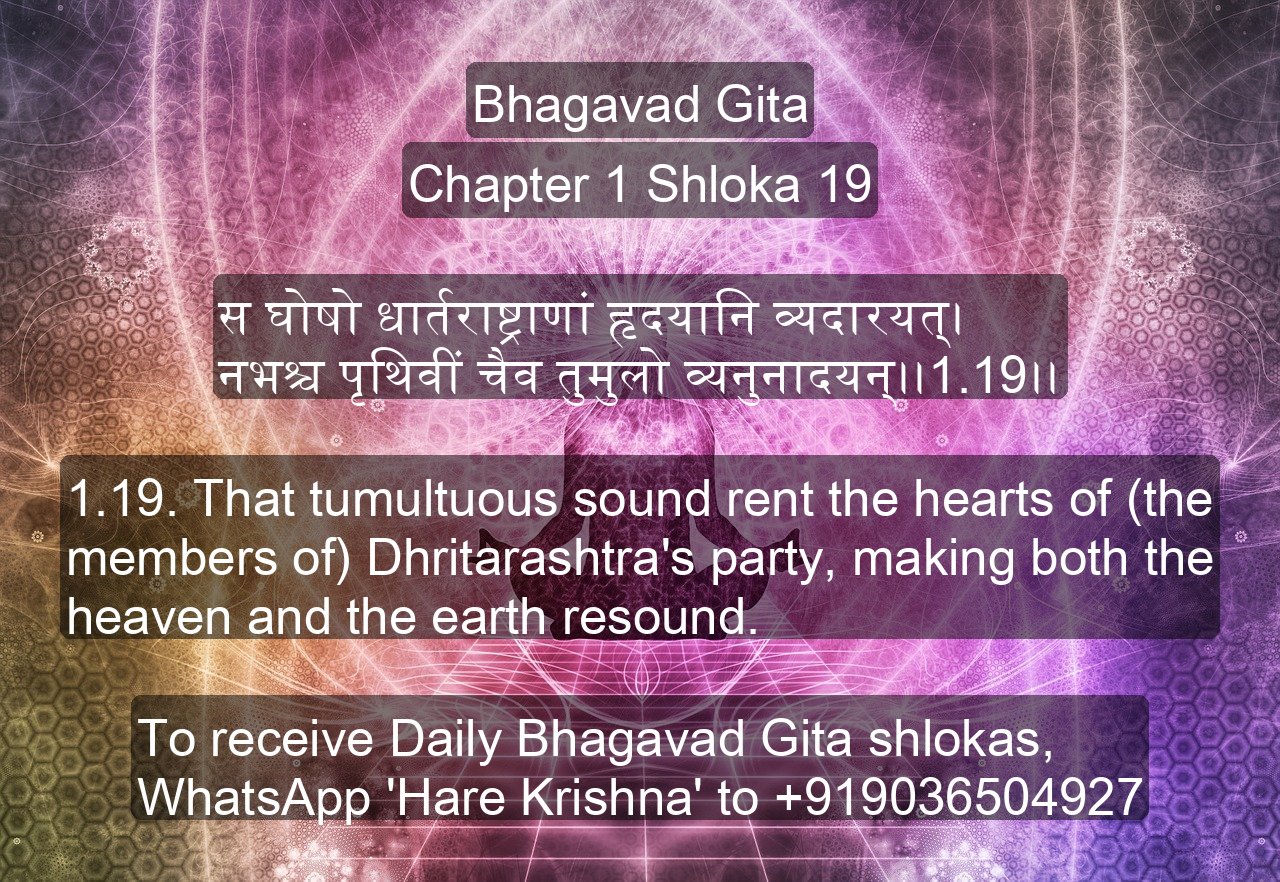 Bhagavad Gita
Chapter 1 Shloka 19
स घोषो धार्तराष्ट्राणां हृदयानि व्यदारयत्।
नभश्च पृथिवीं चैव तुमुलो व्यनुनादयन्।।1.19।।
1.19. That tumultuous sound rent the hearts of (the
members of) Dhritarashtra's party, making both the
heaven and the earth resound.
To receive Daily Bhagavad Gita shlokas,
WhatsApp 'Hare Krishna' to +919036504927